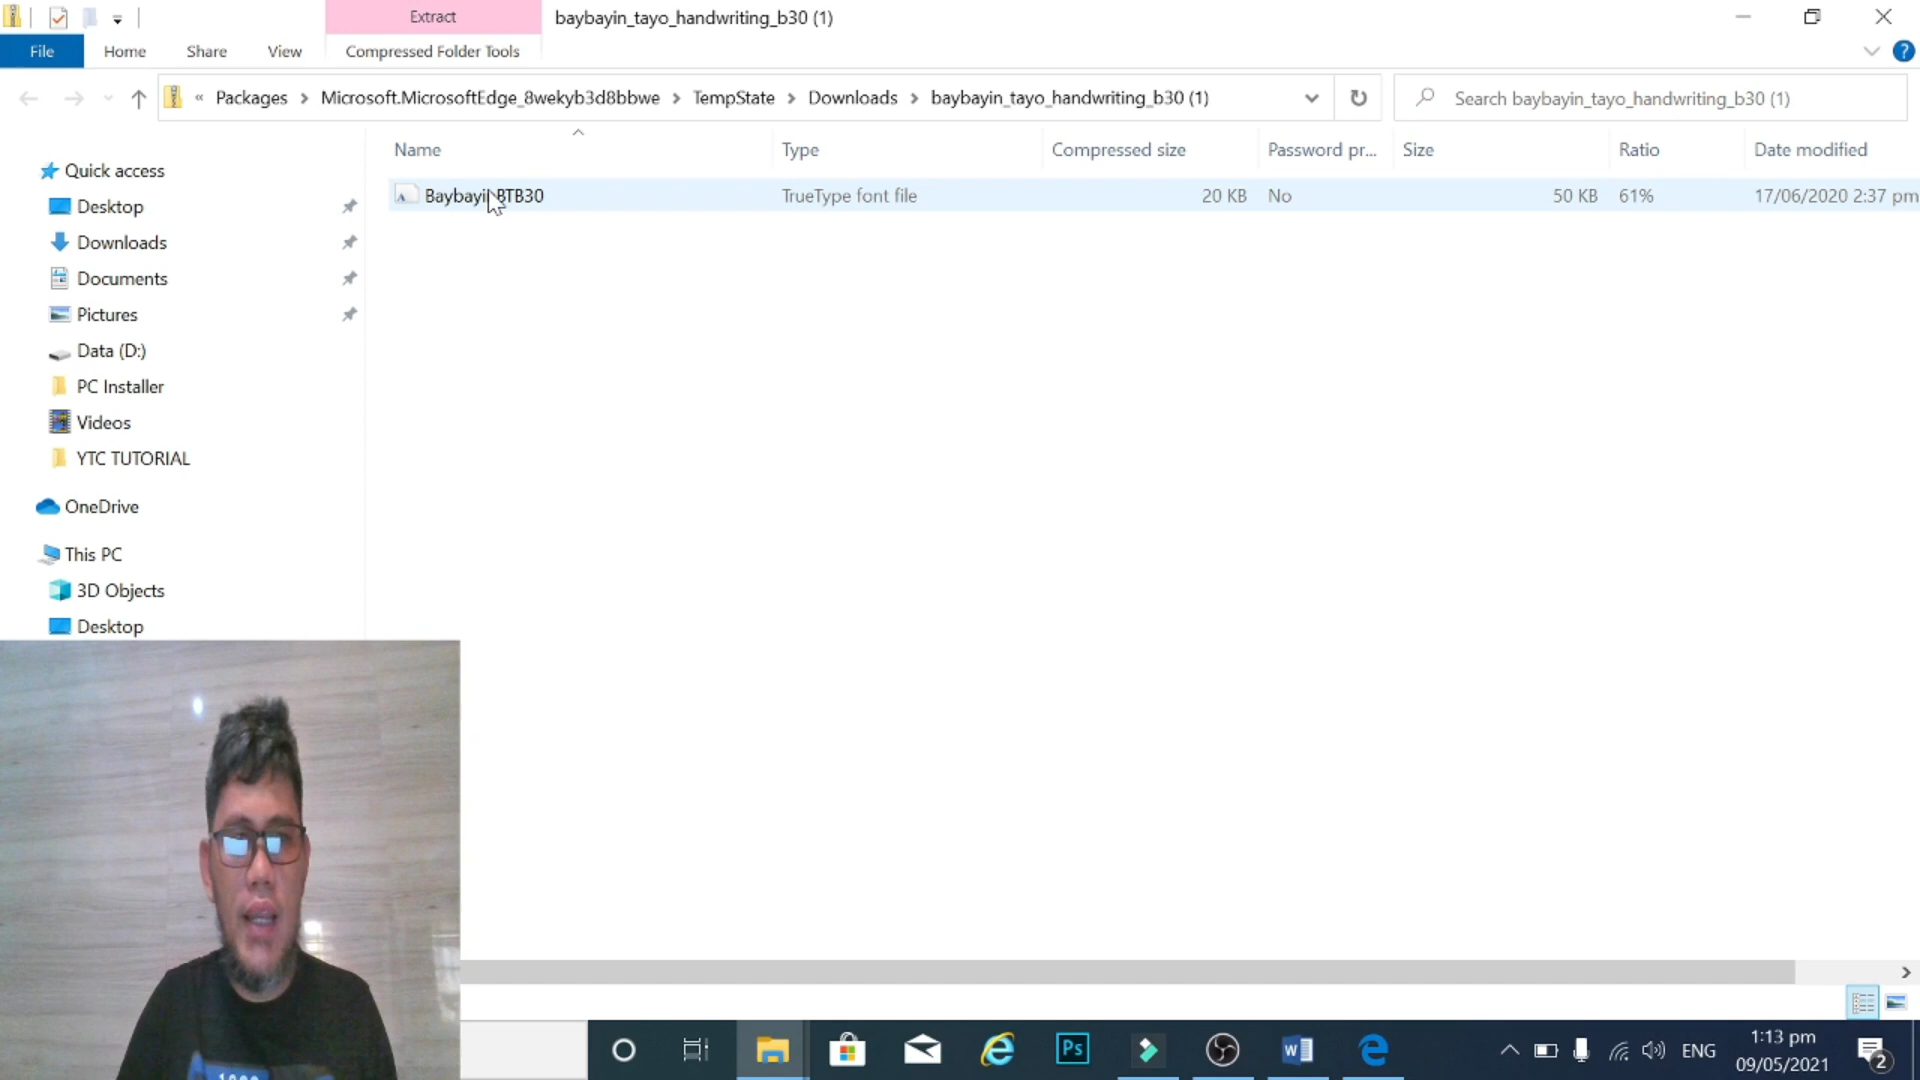 Extract
baybayin_tayo_handwriting_b30 (1)
File
Home
Share
View
Compressed Folder Tools
«
Packages
Microsoft.MicrosoftEdge_8wekyb3d8bbwe
TempState
Downloads
baybayin_tayo_handwriting_b30 (1)
Search baybayin_tayo_handwriting_b30 (1)
Name
Type
Compressed size
Password pr...
Size
Ratio
Date modified
TrueType font file
20 KB
No
50 KB
61%
17/06/2020 2:37 pm
Quick access
Desktop
Downloads
Documents
Pictures
Data (D:)
PC Installer
Videos
YTC TUTORIAL
OneDrive
This PC
3D Objects
Desktop
Ps
W
ENG
1:13 pm
09/05/2021
2